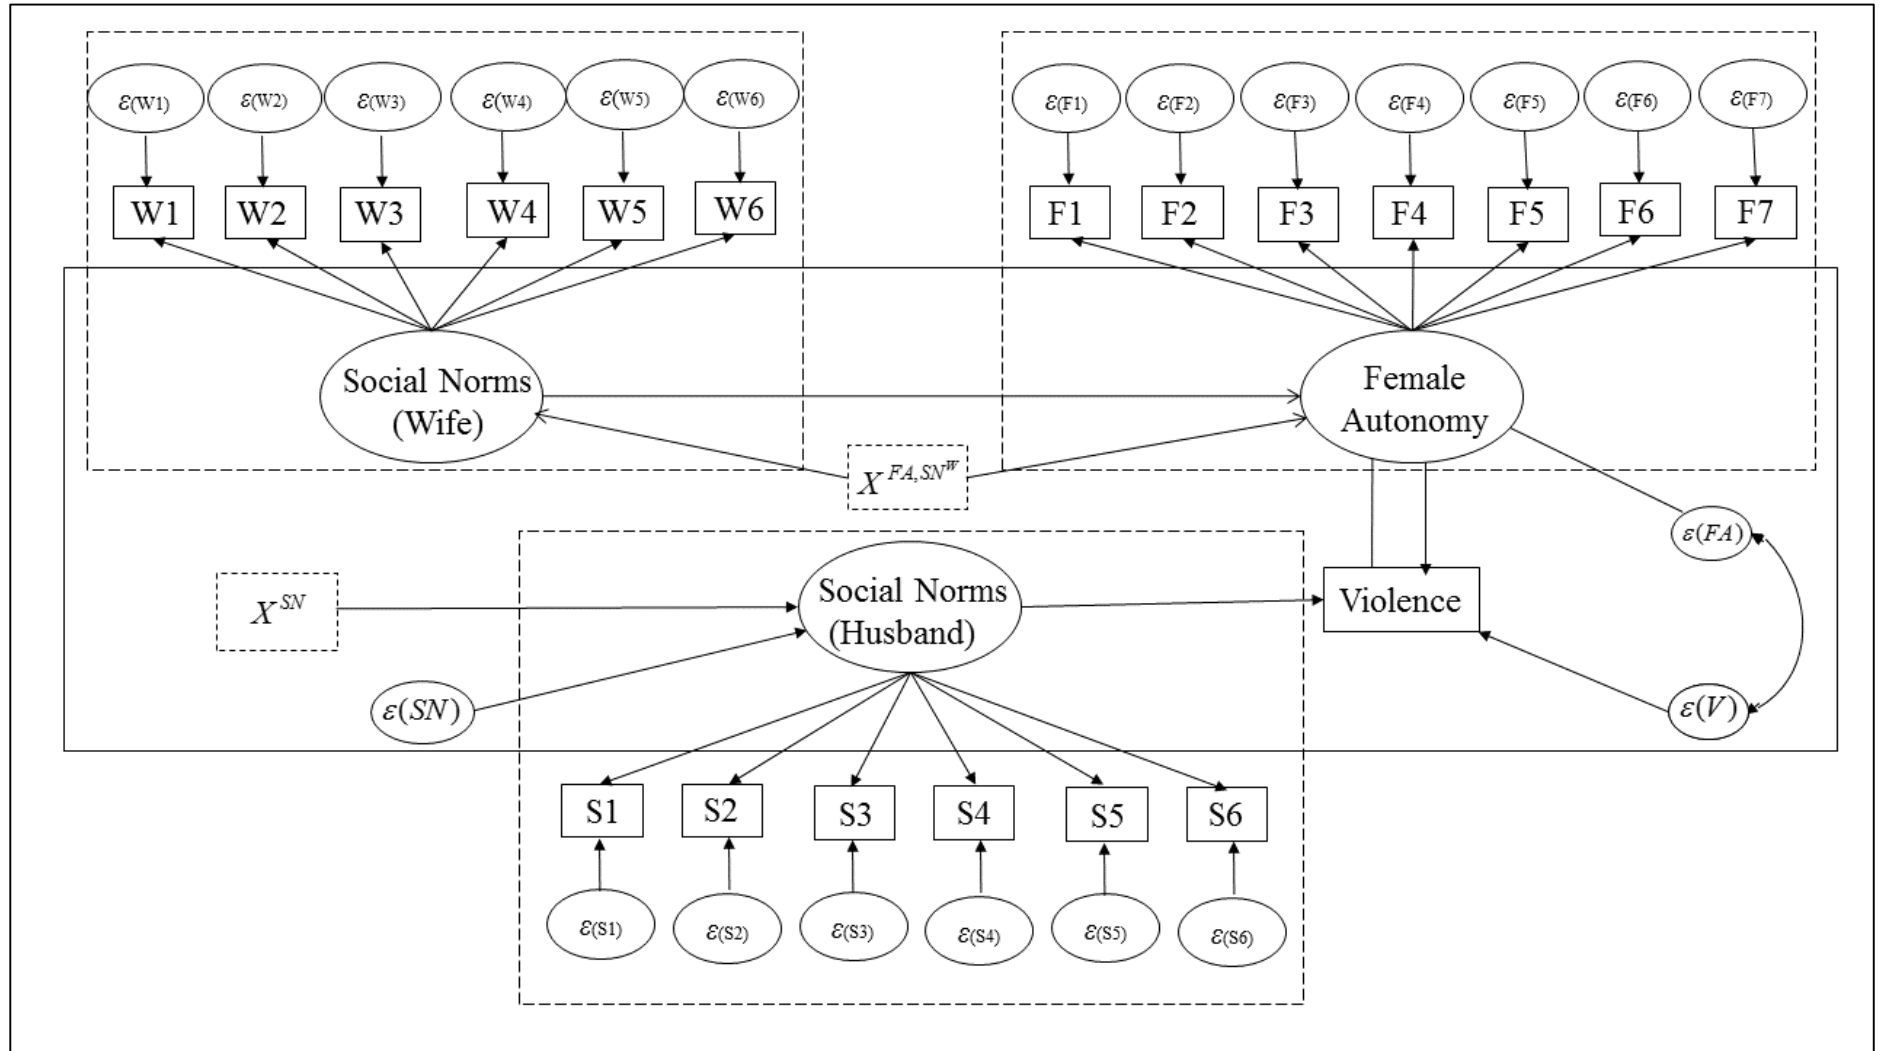 ε(W1) ε(W2) ε(W3) ε(W4) ε(W5) ε(W6)
ε(F1) ε(F2) ε(F3) ε(F4) ε(F5) ε(F6) ε(F7)
W1 W2 W3 W4 W5 W6
F1 F2 F3 F4 F5 F6 F7
Social Norms
(Wife)
Female
Autonomy
X^{FA,SN^W}
ε(FA)
X^{SN}
Social Norms
(Husband)
Violence
ε(SN)
ε(V)
S1 S2 S3 S4 S5 S6
ε(S1) ε(S2) ε(S3) ε(S4) ε(S5) ε(S6)